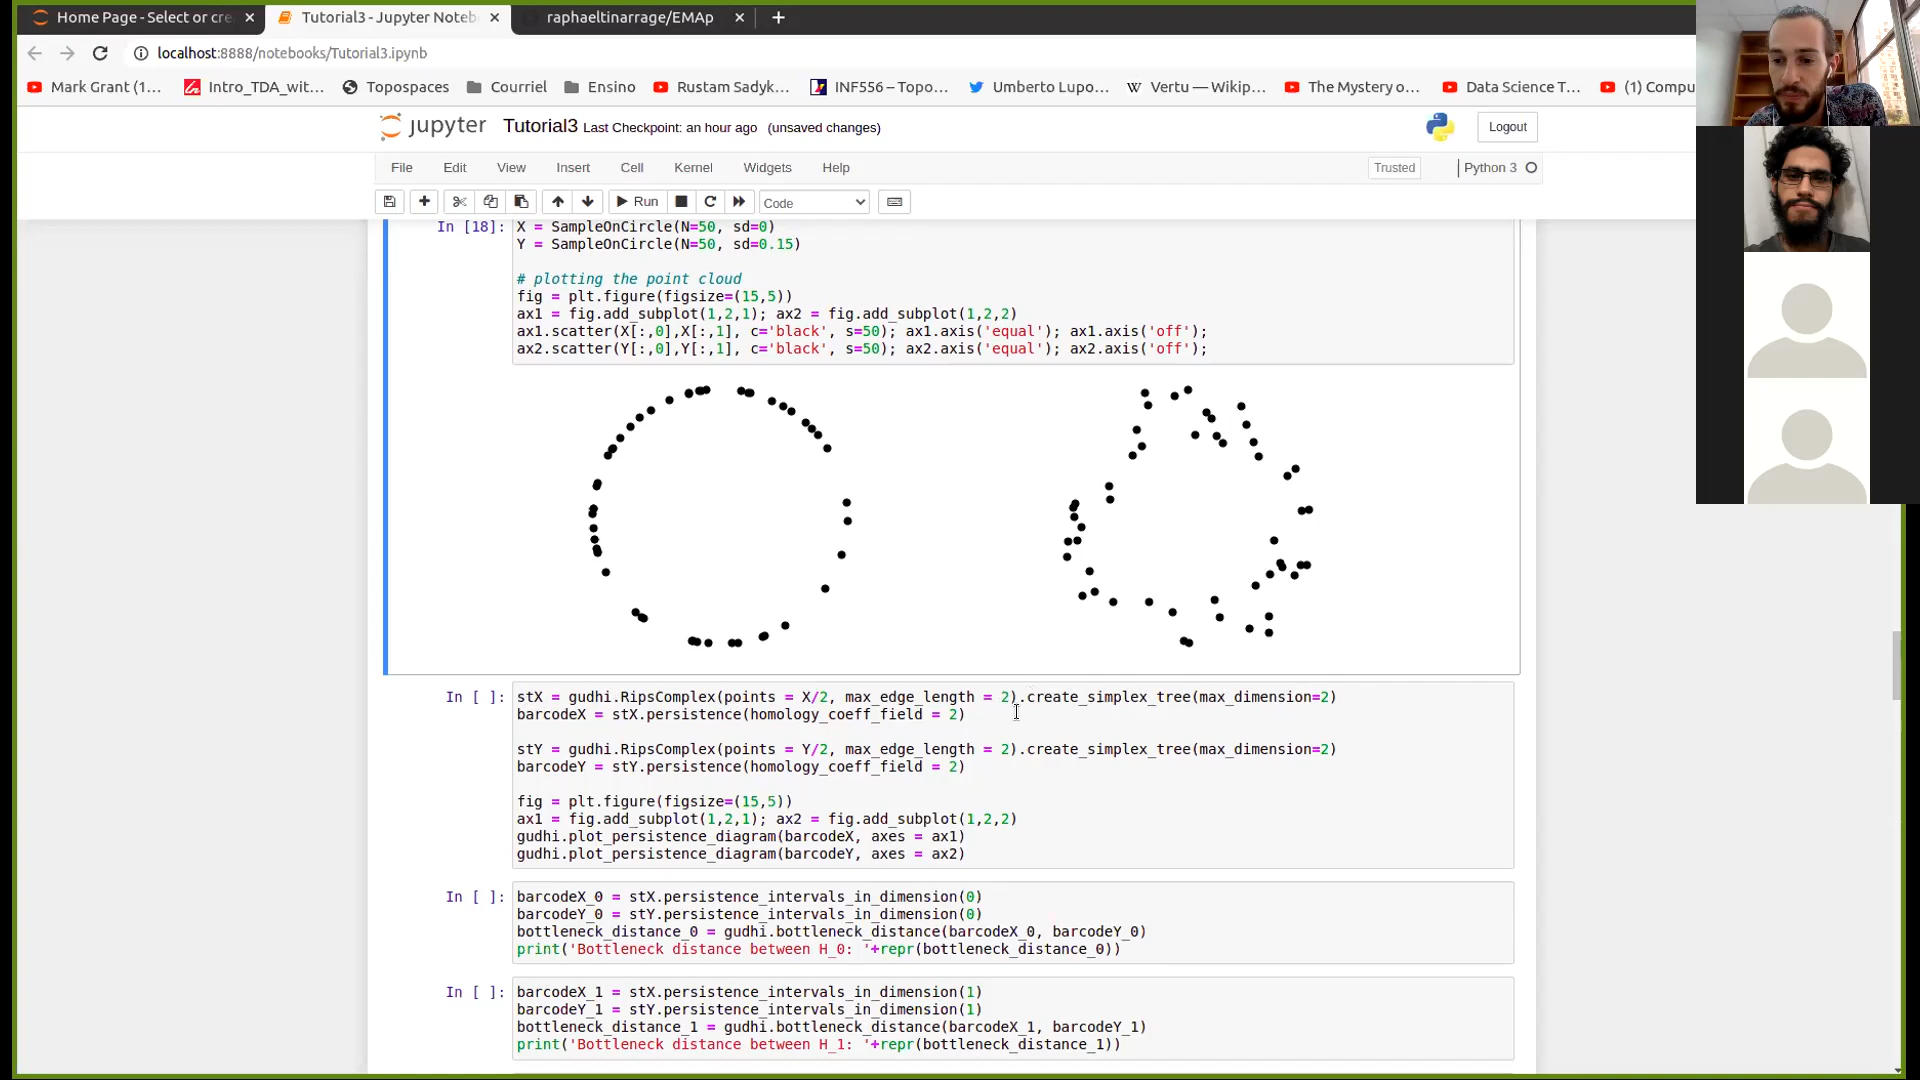 Home Page - Select or cre
Tutorial3 - Jupyter Noteb
raphaeltinarrage/EMAp
localhost:8888/notebooks/Tutorial3.ipynb
Mark Grant (1...
Intro_TDA_wit...
Topospaces
Courriel
Ensino
Rustam Sadyk...
INF556 – Topo...
Umberto Lupo...
Vertu — Wikip...
The Mystery o...
Data Science T...
(1) Compu
jupyter Tutorial3 Last Checkpoint: an hour ago (unsaved changes)
Logout
File Edit View Insert Cell Kernel Widgets Help
Trusted
Python 3
Run
Code
In [18]: X = SampleOnCircle(N=50, sd=0)
Y = SampleOnCircle(N=50, sd=0.15)
# plotting the point cloud
fig = plt.figure(figsize=(15,5))
ax1 = fig.add_subplot(1,2,1); ax2 = fig.add_subplot(1,2,2)
ax1.scatter(X[:,0],X[:,1], c='black', s=50); ax1.axis('equal'); ax1.axis('off');
ax2.scatter(Y[:,0],Y[:,1], c='black', s=50); ax2.axis('equal'); ax2.axis('off');
In [ ]: stX = gudhi.RipsComplex(points = X/2, max_edge_length = 2).create_simplex_tree(max_dimension=2)
barcodeX = stX.persistence(homology_coeff_field = 2)
stY = gudhi.RipsComplex(points = Y/2, max_edge_length = 2).create_simplex_tree(max_dimension=2)
barcodeY = stY.persistence(homology_coeff_field = 2)
fig = plt.figure(figsize=(15,5))
ax1 = fig.add_subplot(1,2,1); ax2 = fig.add_subplot(1,2,2)
gudhi.plot_persistence_diagram(barcodeX, axes = ax1)
gudhi.plot_persistence_diagram(barcodeY, axes = ax2)
In [ ]: barcodeX_0 = stX.persistence_intervals_in_dimension(0)
barcodeY_0 = stY.persistence_intervals_in_dimension(0)
bottleneck_distance_0 = gudhi.bottleneck_distance(barcodeX_0, barcodeY_0)
print('Bottleneck distance between H_0: '+repr(bottleneck_distance_0))
In [ ]: barcodeX_1 = stX.persistence_intervals_in_dimension(1)
barcodeY_1 = stY.persistence_intervals_in_dimension(1)
bottleneck_distance_1 = gudhi.bottleneck_distance(barcodeX_1, barcodeY_1)
print('Bottleneck distance between H_1: '+repr(bottleneck_distance_1))